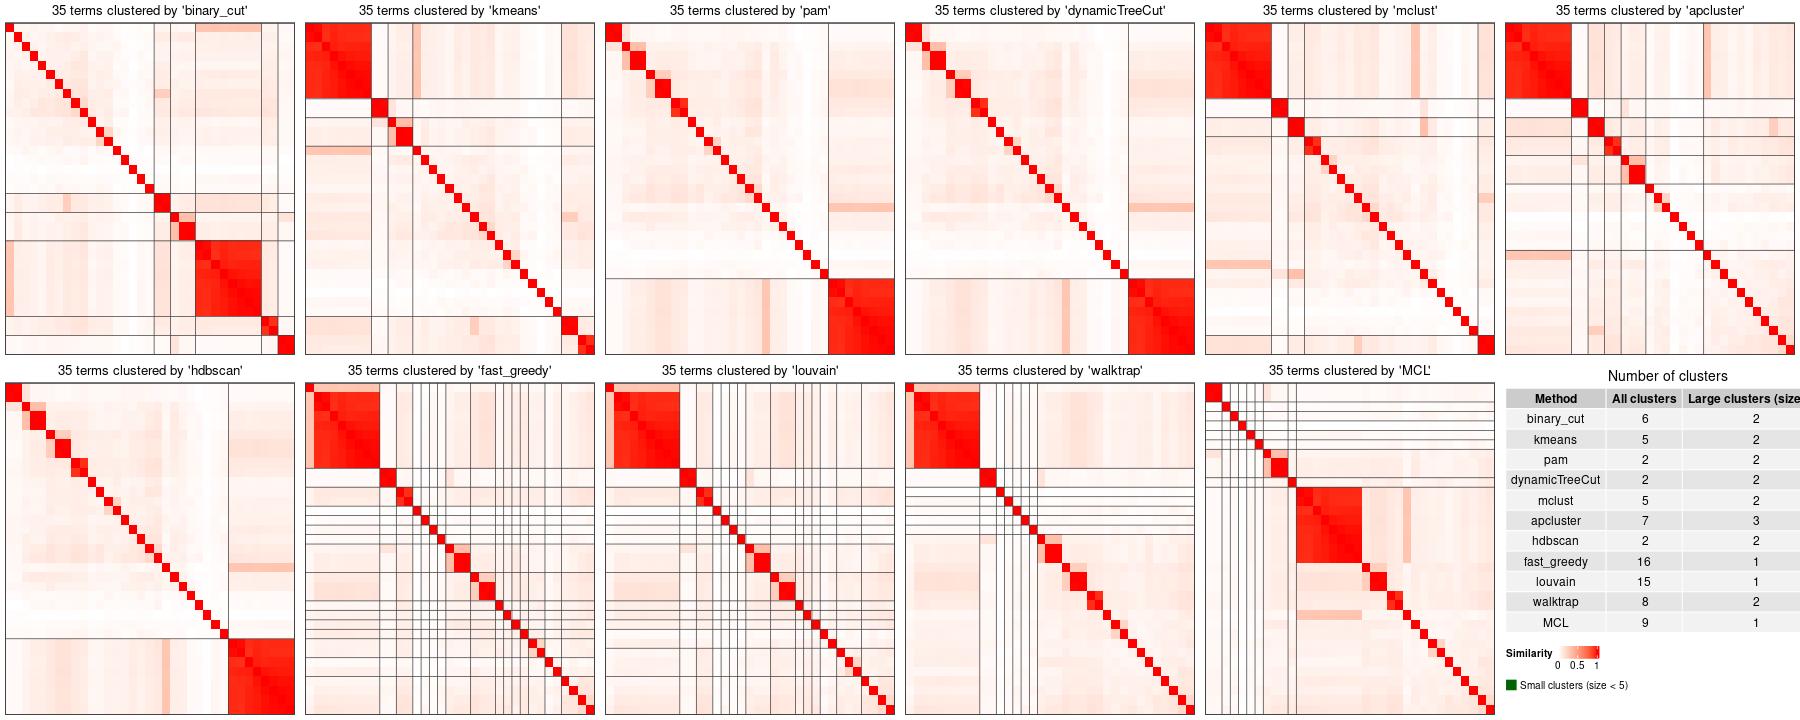 35 terms clustered by 'binary_cut'
35 terms clustered by 'kmeans'
35 terms clustered by 'pam'
35 terms clustered by 'dynamicTreeCut'
35 terms clustered by 'mclust'
35 terms clustered by 'apcluster'
35 terms clustered by 'hdbscan'
35 terms clustered by 'fast_greedy'
35 terms clustered by 'louvain'
35 terms clustered by 'walktrap'
35 terms clustered by 'MCL'
Number of clusters
Method All clusters Large clusters (size
binary_cut 6 2
kmeans 5 2
pam 2 2
dynamicTreeCut 2 2
mclust 5 2
apcluster 7 3
hdbscan 2 2
fast_greedy 16 1
louvain 15 1
walktrap 8 2
MCL 9 1
Similarity
0 0.5 1
Small clusters (size < 5)